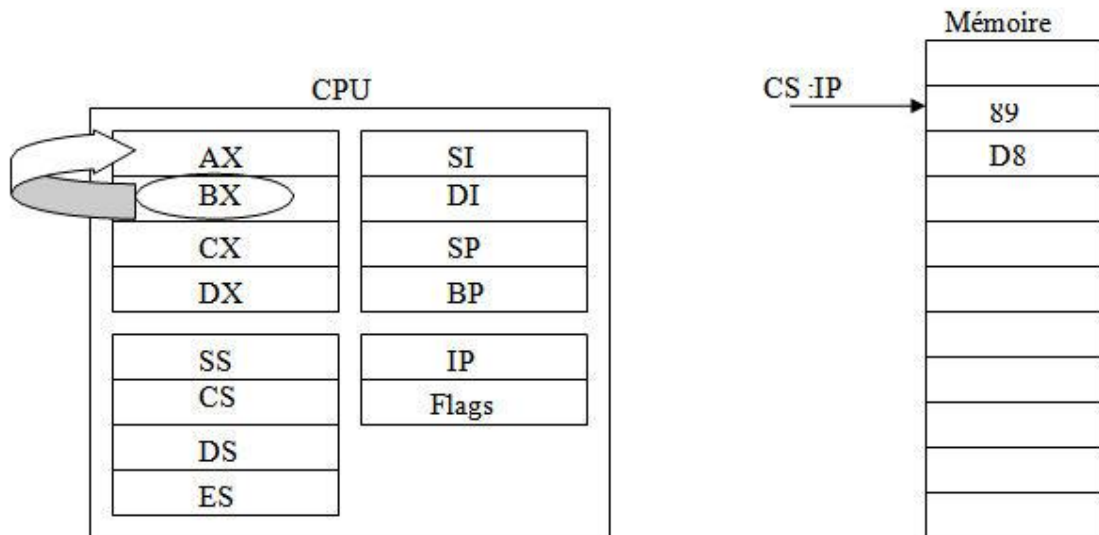 Mémoire
CPU
CS :IP
89
D8
AX
BX
CX
DX
SI
DI
SP
BP
SS
CS
DS
ES
IP
Flags